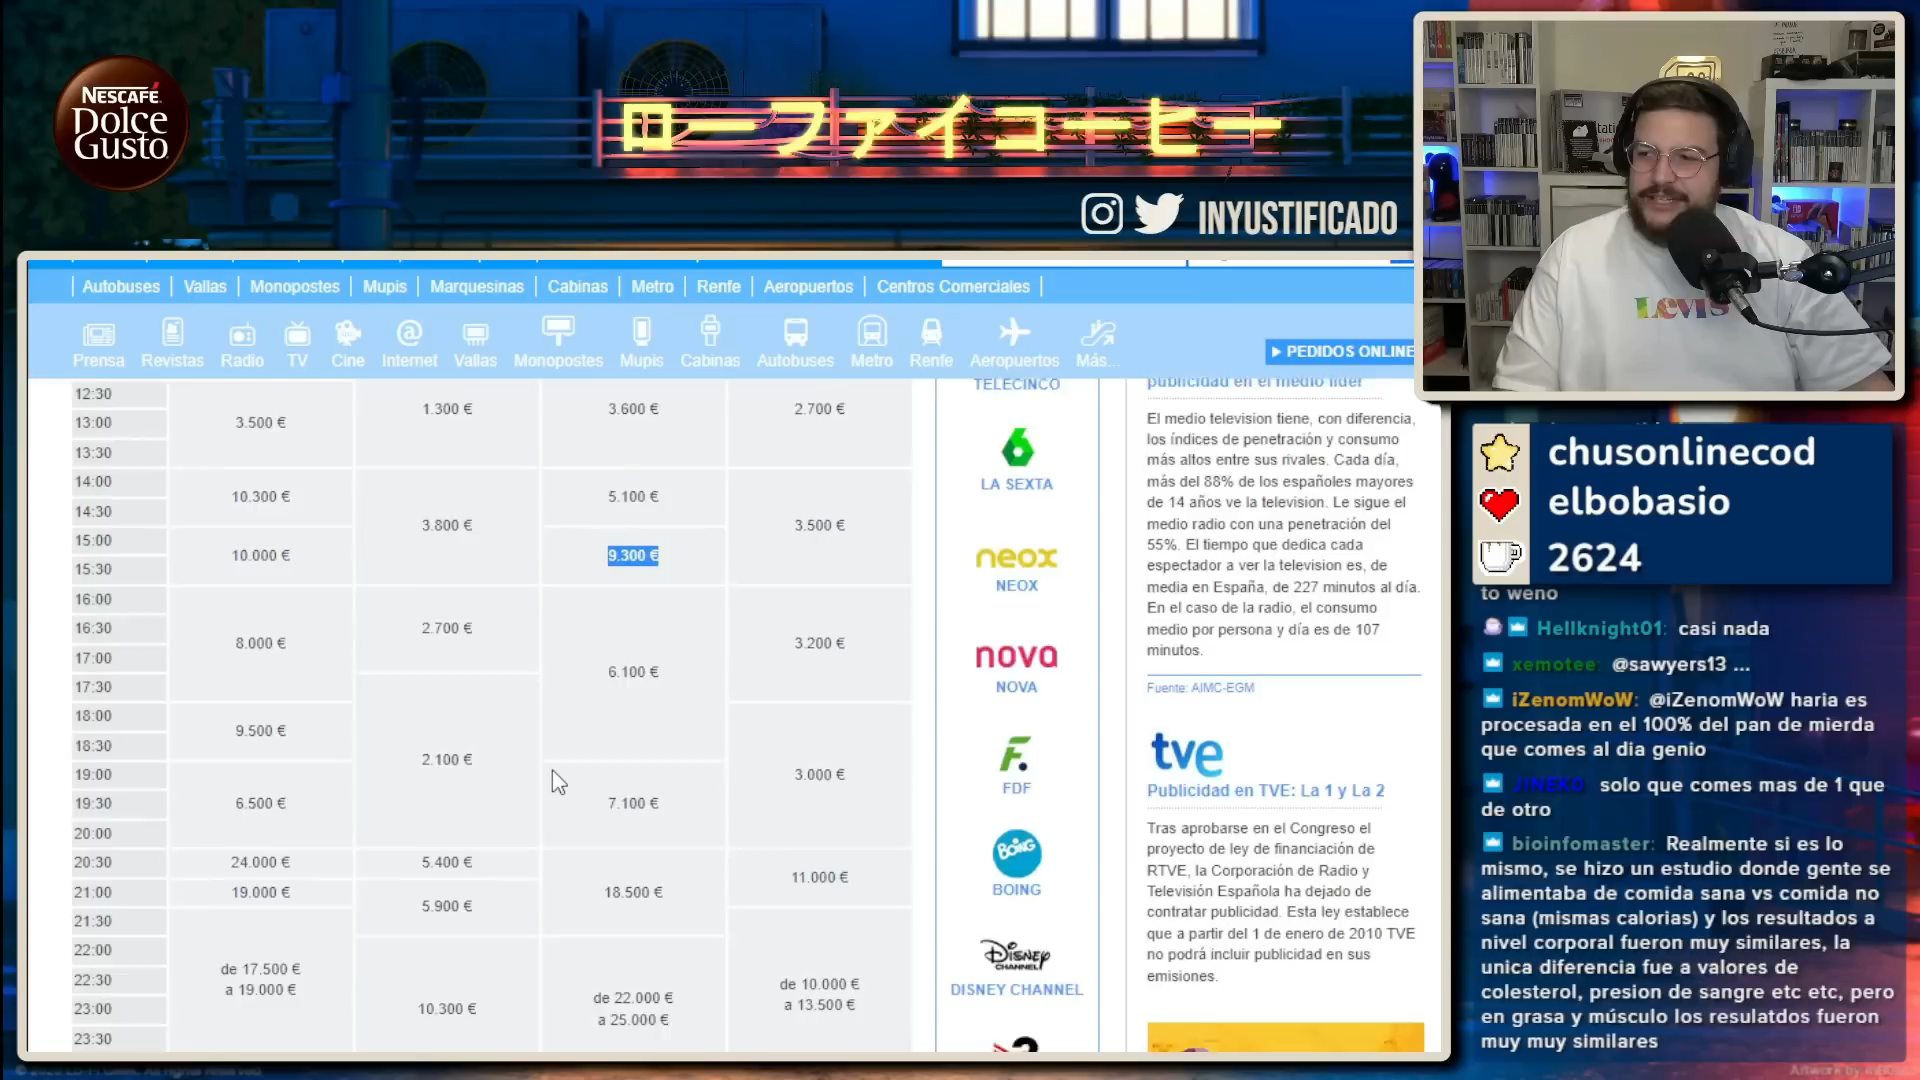 NESCAFÉ
Dolce
Gusto
ローファイコーヒー
INYUSTIFICADO
Autobuses
Vallas
Monopostes
Mupis
Marquesinas
Cabinas
Metro
Renfe
Aeropuertos
Centros Comerciales
Prensa
Revistas
Radio
TV
Cine
Internet
Vallas
Monopostes
Mupis
Cabinas
Autobuses
Metro
Renfe
Aeropuertos
Más...
PEDIDOS ONLINE
12:30
13:00
13:30
14:00
14:30
15:00
15:30
16:00
16:30
17:00
17:30
18:00
18:30
19:00
19:30
20:00
20:30
21:00
21:30
22:00
22:30
23:00
23:30
3.500 €
10.300 €
10.000 €
8.000 €
9.500 €
6.500 €
24.000 €
19.000 €
de 17.500 €
a 19.000 €
1.300 €
3.800 €
2.700 €
2.100 €
5.400 €
5.900 €
10.300 €
3.600 €
5.100 €
9.300 €
6.100 €
7.100 €
18.500 €
de 22.000 €
a 25.000 €
2.700 €
3.500 €
3.200 €
3.000 €
11.000 €
de 10.000 €
a 13.500 €
TELECINCO
6
LA SEXTA
neox
NEOX
nova
NOVA
F.
FDF
BOING
BOING
Disney
CHANNEL
DISNEY CHANNEL
publicidad en el medio líder
El medio television tiene, con diferencia,
los índices de penetración y consumo
más altos entre sus rivales. Cada día,
más del 88% de los españoles mayores
de 14 años ve la television. Le sigue el
medio radio con una penetración del
55%. El tiempo que dedica cada
espectador a ver la television es, de
media en España, de 227 minutos al día.
En el caso de la radio, el consumo
medio por persona y día es de 107
minutos.
Fuente: AIMC-EGM
tve
Publicidad en TVE: La 1 y La 2
Tras aprobarse en el Congreso el
proyecto de ley de financiación de
RTVE, la Corporación de Radio y
Televisión Española ha dejado de
contratar publicidad. Esta ley establece
que a partir del 1 de enero de 2010 TVE
no podrá incluir publicidad en sus
emisiones.
LEVI'S
chusonlinecod
elbobasio
2624
to weno
Hellknight01: casi nada
xemotee: @sawyers13 ...
iZenomWoW: @iZenomWoW haria es
procesada en el 100% del pan de mierda
que comes al dia genio
JINEKO solo que comes mas de 1 que
de otro
bioinfomaster: Realmente si es lo
mismo, se hizo un estudio donde gente se
alimentaba de comida sana vs comida no
sana (mismas calorias) y los resultados a
nivel corporal fueron muy similares, la
unica diferencia fue a valores de
colesterol, presion de sangre etc etc, pero
en grasa y músculo los resulatdos fueron
muy muy similares